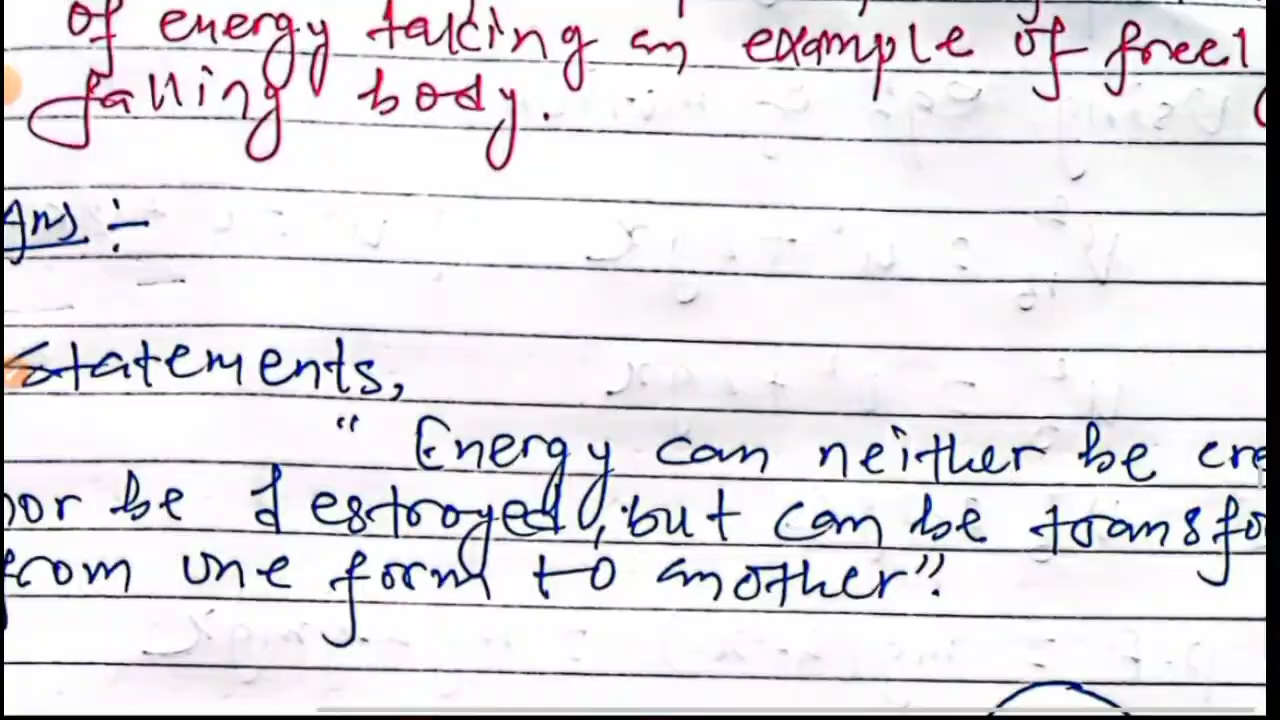 of energy taking an example of freel
falling body.
Ans :-
Statements,
" Energy can neither be cre
nor be destroyed, but can be transfo
from one form to another".